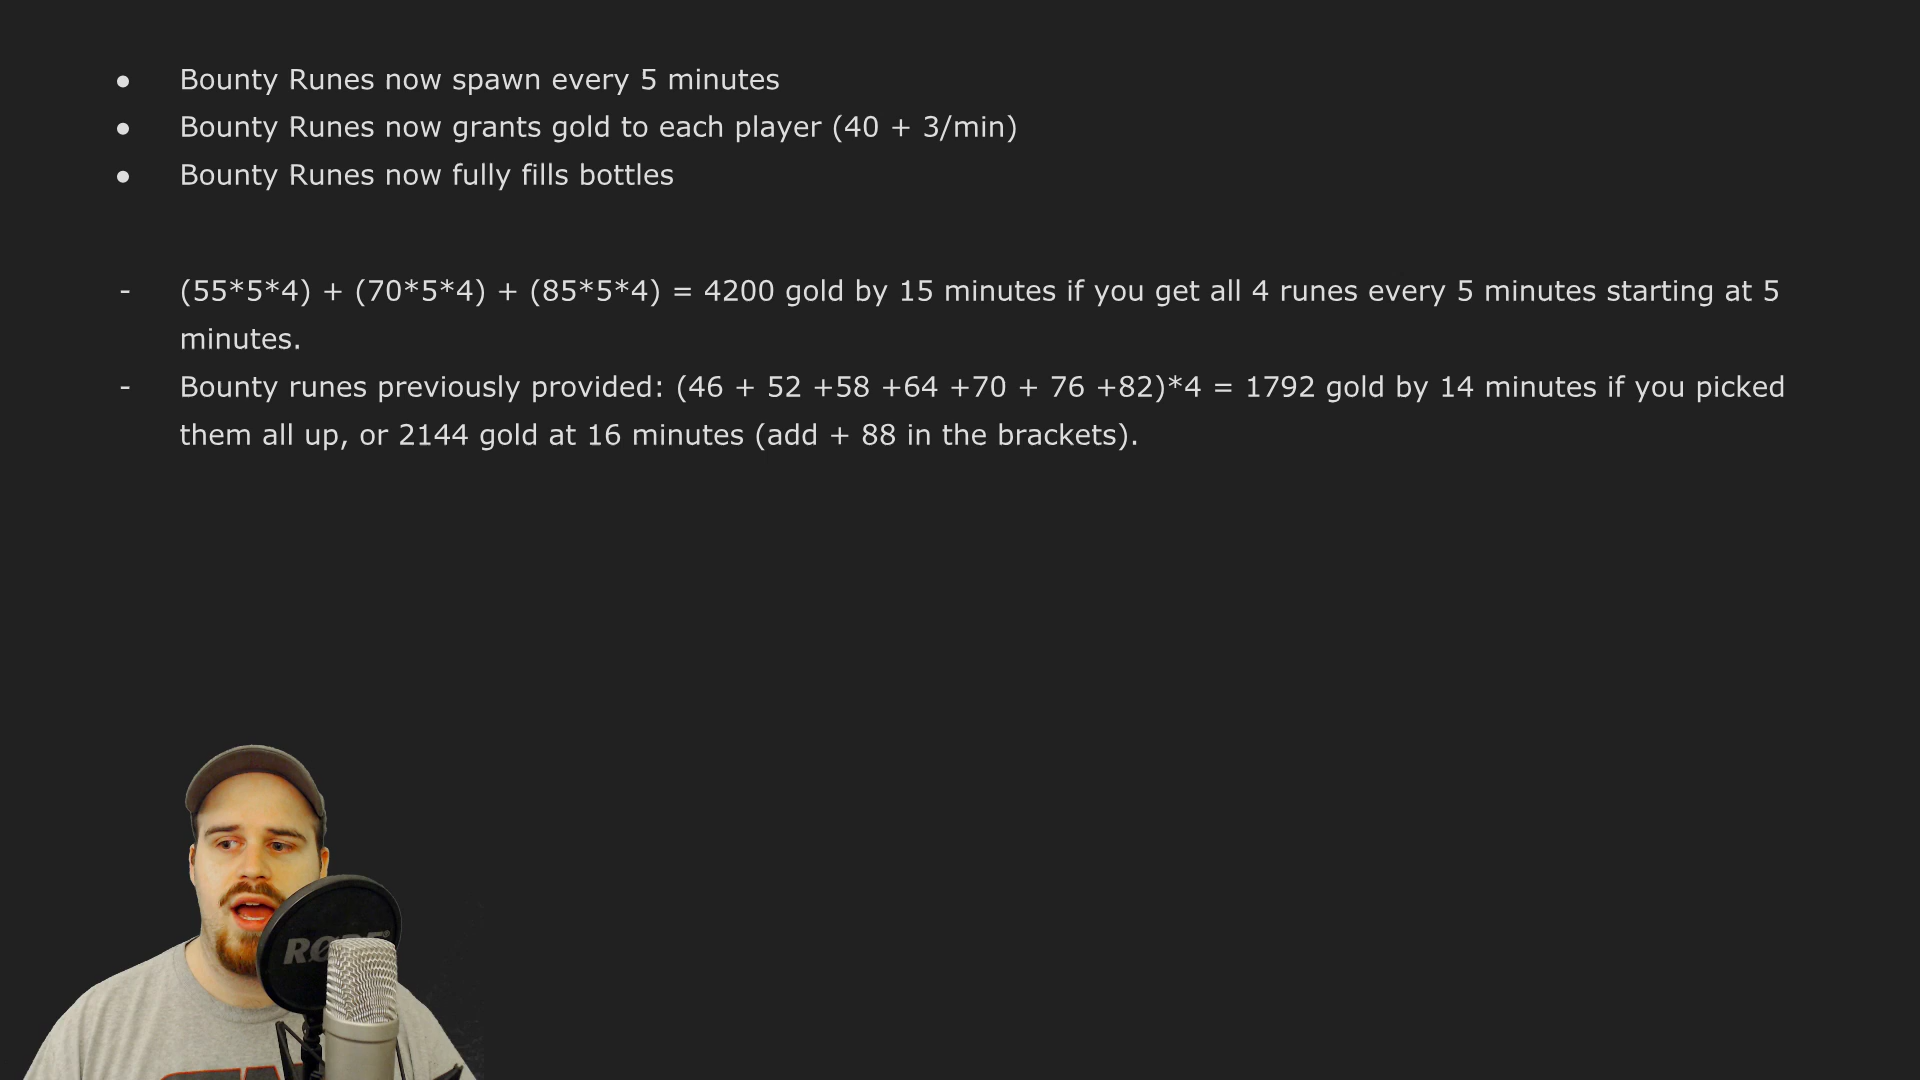 ● Bounty Runes now spawn every 5 minutes
● Bounty Runes now grants gold to each player (40 + 3/min)
● Bounty Runes now fully fills bottles
- (55*5*4) + (70*5*4) + (85*5*4) = 4200 gold by 15 minutes if you get all 4 runes every 5 minutes starting at 5
minutes.
- Bounty runes previously provided: (46 + 52 +58 +64 +70 + 76 +82)*4 = 1792 gold by 14 minutes if you picked
them all up, or 2144 gold at 16 minutes (add + 88 in the brackets).